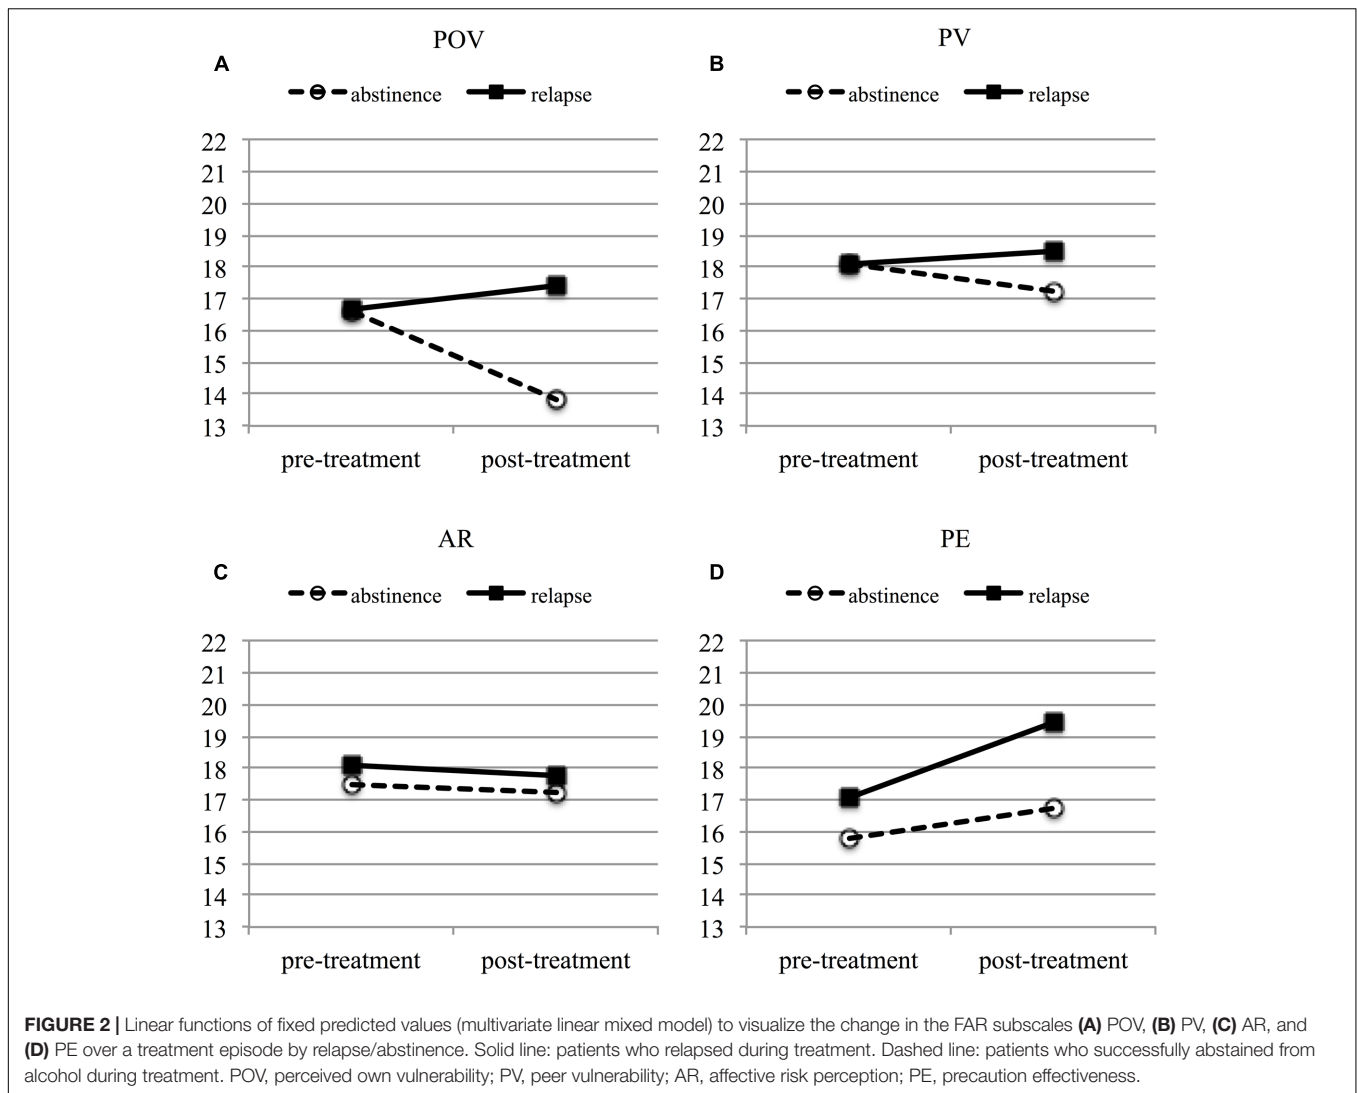 POV
A
abstinence relapse
22
21
20
19
18
17
16
15
14
13
pre-treatment post-treatment
PV
B
abstinence relapse
22
21
20
19
18
17
16
15
14
13
pre-treatment post-treatment
AR
C
abstinence relapse
22
21
20
19
18
17
16
15
14
13
pre-treatment post-treatment
PE
D
abstinence relapse
22
21
20
19
18
17
16
15
14
13
pre-treatment post-treatment
FIGURE 2 | Linear functions of fixed predicted values (multivariate linear mixed model) to visualize the change in the FAR subscales (A) POV, (B) PV, (C) AR, and
(D) PE over a treatment episode by relapse/abstinence. Solid line: patients who relapsed during treatment. Dashed line: patients who successfully abstained from
alcohol during treatment. POV, perceived own vulnerability; PV, peer vulnerability; AR, affective risk perception; PE, precaution effectiveness.